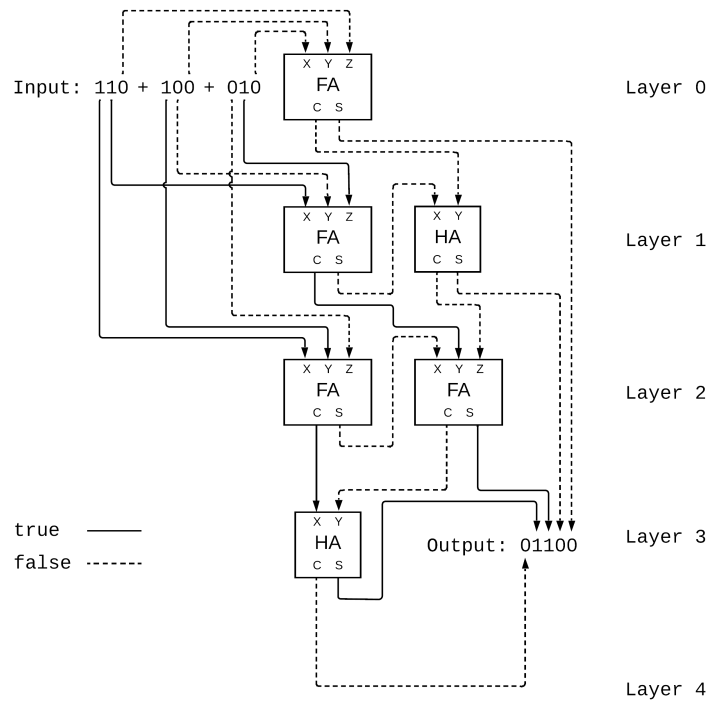 X Y Z
Input: 110 + 100 + 010 FA Layer 0
C S
X Y Z X Y
FA HA Layer 1
C S C S
X Y Z X Y Z
FA FA Layer 2
C S C S
X Y
true
HA Output: 01100 Layer 3
false
C S
Layer 4